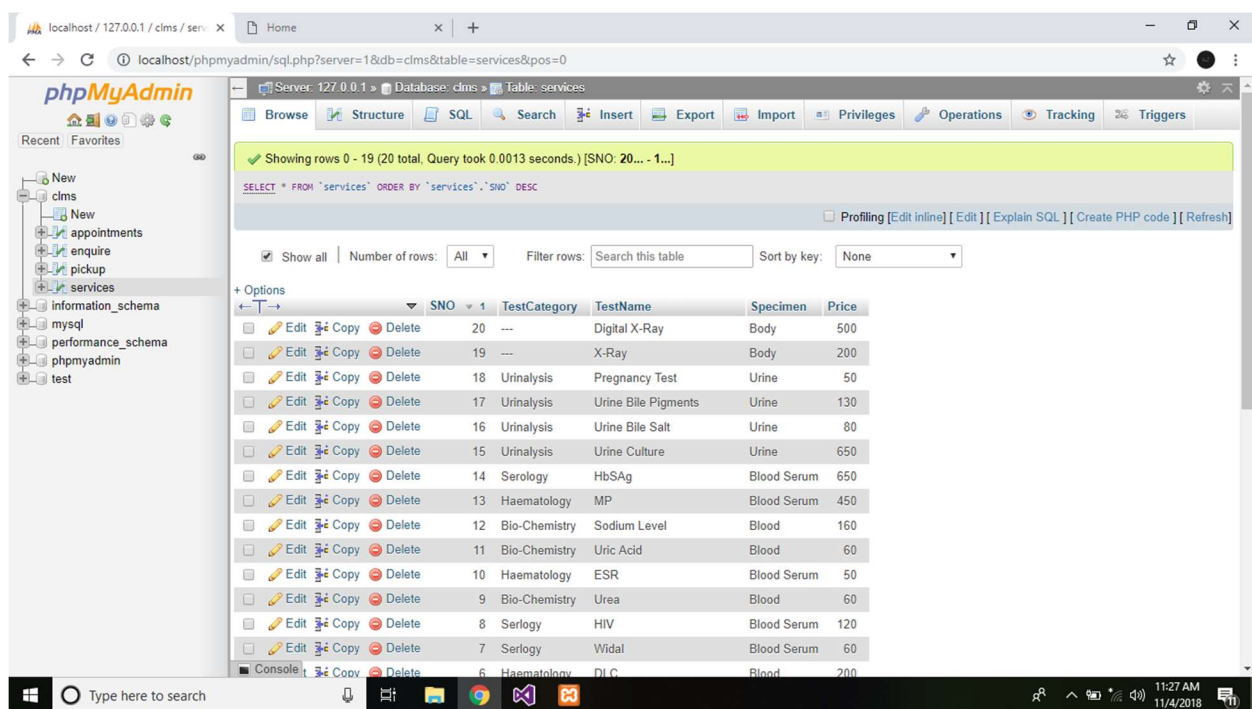 localhost / 127.0.0.1 / clms / serv
Home
localhost/phpmyadmin/sql.php?server=1&db=clms&table=services&pos=0
phpMyAdmin
Recent Favorites
New
clms
New
appointments
enquire
pickup
services
information_schema
mysql
performance_schema
phpmyadmin
test
Server: 127.0.0.1 » Database: clms » Table: services
Browse Structure SQL Search Insert Export Import Privileges Operations Tracking Triggers
Showing rows 0 - 19 (20 total, Query took 0.0013 seconds.) [SNO: 20... - 1...]
SELECT * FROM `services` ORDER BY `services`.`SNO` DESC
Profiling [Edit inline] [ Edit ] [ Explain SQL ] [ Create PHP code ] [ Refresh]
Show all | Number of rows: All Filter rows: Search this table Sort by key: None
+ Options
←T→ SNO 1 TestCategory TestName Specimen Price
Edit Copy Delete 20 --- Digital X-Ray Body 500
Edit Copy Delete 19 --- X-Ray Body 200
Edit Copy Delete 18 Urinalysis Pregnancy Test Urine 50
Edit Copy Delete 17 Urinalysis Urine Bile Pigments Urine 130
Edit Copy Delete 16 Urinalysis Urine Bile Salt Urine 80
Edit Copy Delete 15 Urinalysis Urine Culture Urine 650
Edit Copy Delete 14 Serology HbSAg Blood Serum 650
Edit Copy Delete 13 Haematology MP Blood Serum 450
Edit Copy Delete 12 Bio-Chemistry Sodium Level Blood 160
Edit Copy Delete 11 Bio-Chemistry Uric Acid Blood 60
Edit Copy Delete 10 Haematology ESR Blood Serum 50
Edit Copy Delete 9 Bio-Chemistry Urea Blood 60
Edit Copy Delete 8 Serlogy HIV Blood Serum 120
Edit Copy Delete 7 Serlogy Widal Blood Serum 60
Console Copy Delete 6 Haematology DLC Blood 200
Type here to search
11:27 AM
11/4/2018